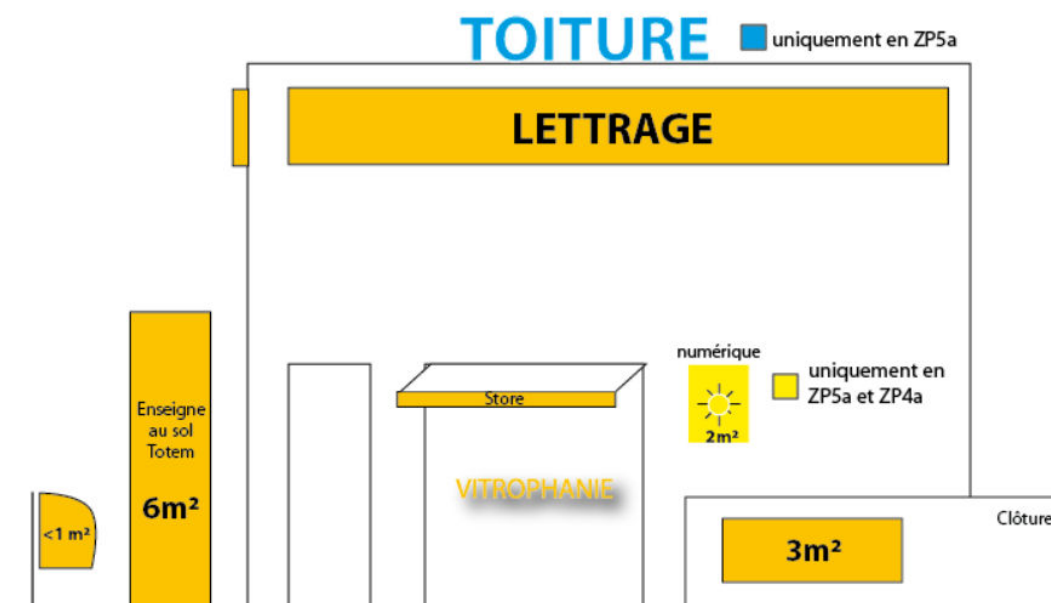 TOITURE
uniquement en ZP5a
LETTRAGE
numérique
uniquement en
ZP5a et ZP4a
2m²
Store
Enseigne
au sol
Totem
6m²
VITROPHANIE
<1 m²
Clôture
3m²